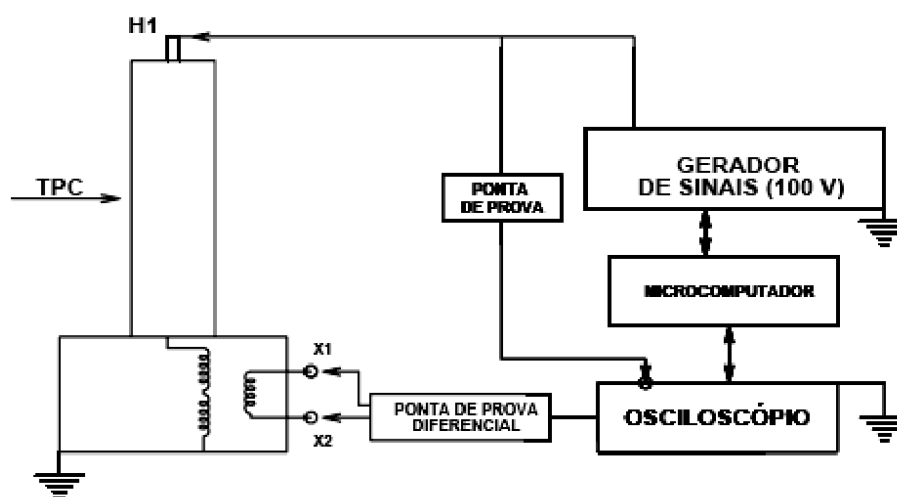 H1
TPC
PONTA
DE PROVA
GERADOR
DE SINAIS (100 V)
MICROCOMPUTADOR
X1
X2
PONTA DE PROVA
DIFERENCIAL
OSCILOSCÓPIO